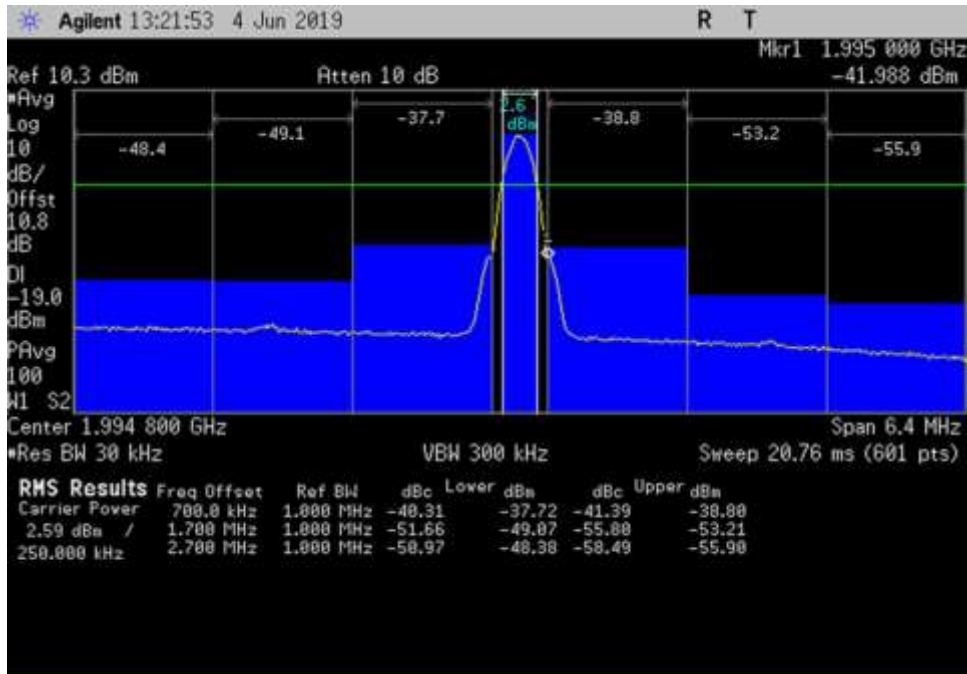 Agilent 13:21:53 4 Jun 2019 R T
Mkr1 1.995 000 GHz
Ref 10.3 dBm Atten 10 dB -41.988 dBm
#Avg
Log
10
dB/
Offst
10.8
dB
DI
-19.0
dBm
PAvg
100
W1 S2
-48.4 -49.1 -37.7 2.6 dBm -38.8 -53.2 -55.9
1
Center 1.994 800 GHz Span 6.4 MHz
#Res BW 30 kHz VBW 300 kHz Sweep 20.76 ms (601 pts)
RMS Results Freq Offset Ref BW dBc Lower dBm dBc Upper dBm
Carrier Power 700.0 kHz 1.000 MHz -40.31 -37.72 -41.39 -38.80
2.59 dBm / 1.700 MHz 1.000 MHz -51.66 -49.07 -55.80 -53.21
250.000 kHz 2.700 MHz 1.000 MHz -50.97 -48.38 -58.49 -55.90